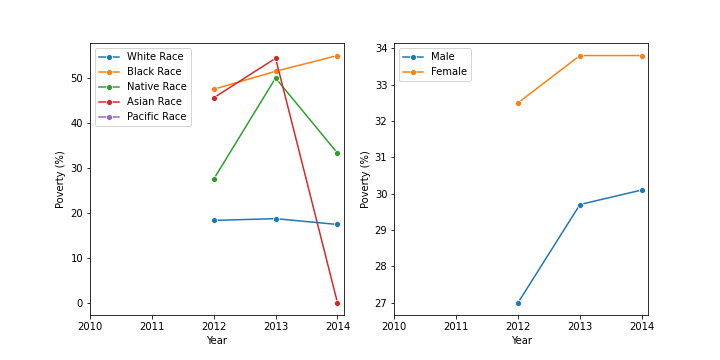 White Race
Black Race
Native Race
Asian Race
Pacific Race
50
40
30
20
10
0
Poverty (%)
2010 2011 2012 2013 2014
Year
Male
Female
34
33
32
31
30
29
28
27
Poverty (%)
2010 2011 2012 2013 2014
Year